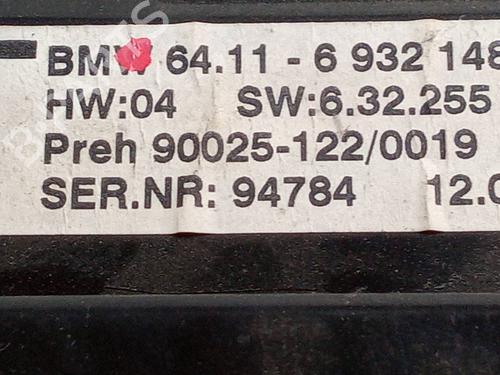 BMW 64.11 - 6 932 148
HW:04 SW:6.32.255
Preh 90025-122/0019
SER.NR: 94784 12.0